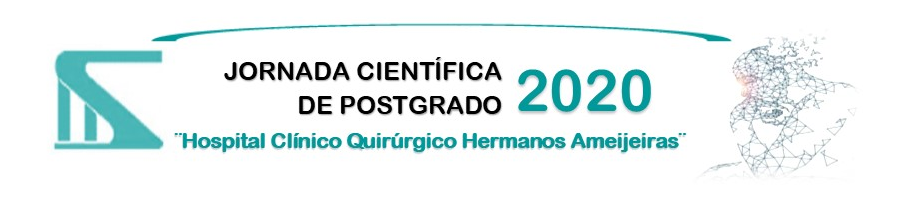 JORNADA CIENTÍFICA
DE POSTGRADO 2020
¨Hospital Clínico Quirúrgico Hermanos Ameijeiras¨